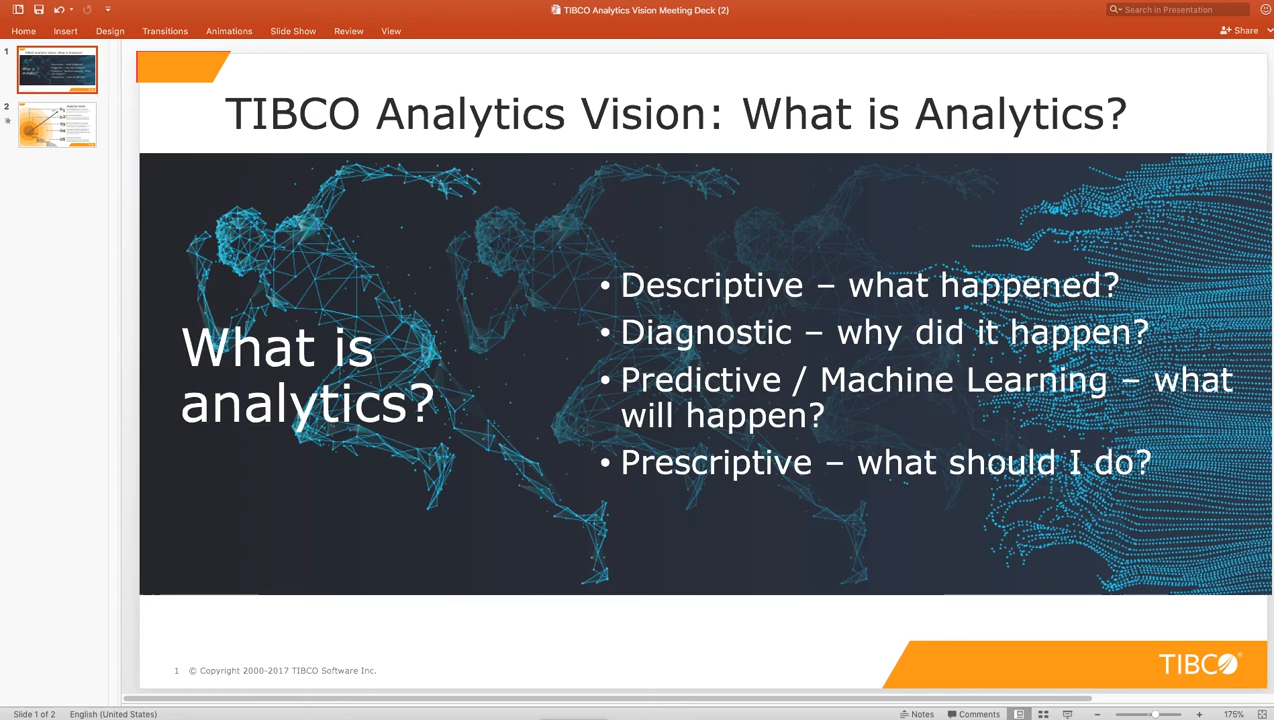 TIBCO Analytics Vision Meeting Deck (2)
Search in Presentation
Home Insert Design Transitions Animations Slide Show Review View
Share
1
2
TIBCO Analytics Vision: What is Analytics?
What is
analytics?
• Descriptive – what happened?
• Diagnostic – why did it happen?
• Predictive / Machine Learning – what
will happen?
• Prescriptive – what should I do?
1 © Copyright 2000-2017 TIBCO Software Inc.
TIBCO®
Slide 1 of 2 English (United States)
Notes Comments 175%